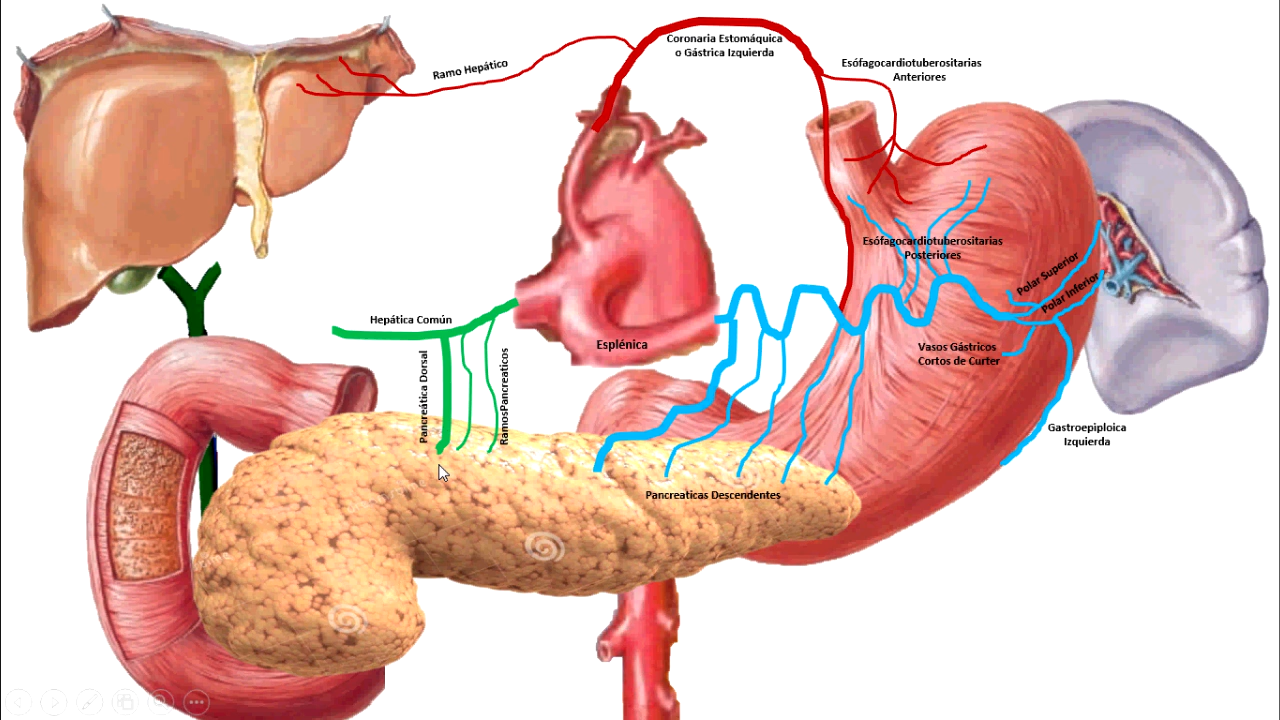 Coronaria Estomáquica
o Gástrica Izquierda
Ramo Hepático
Esófagocardiotuberositarias
Anteriores
Esófagocardiotuberositarias
Posteriores
Polar Superior
Polar Inferior
Hepática Común
Esplénica
Vasos Gástricos
Cortos de Curter
Pancreática Dorsal
RamosPancreaticos
Gastroepiploica
Izquierda
Pancreaticas Descendentes